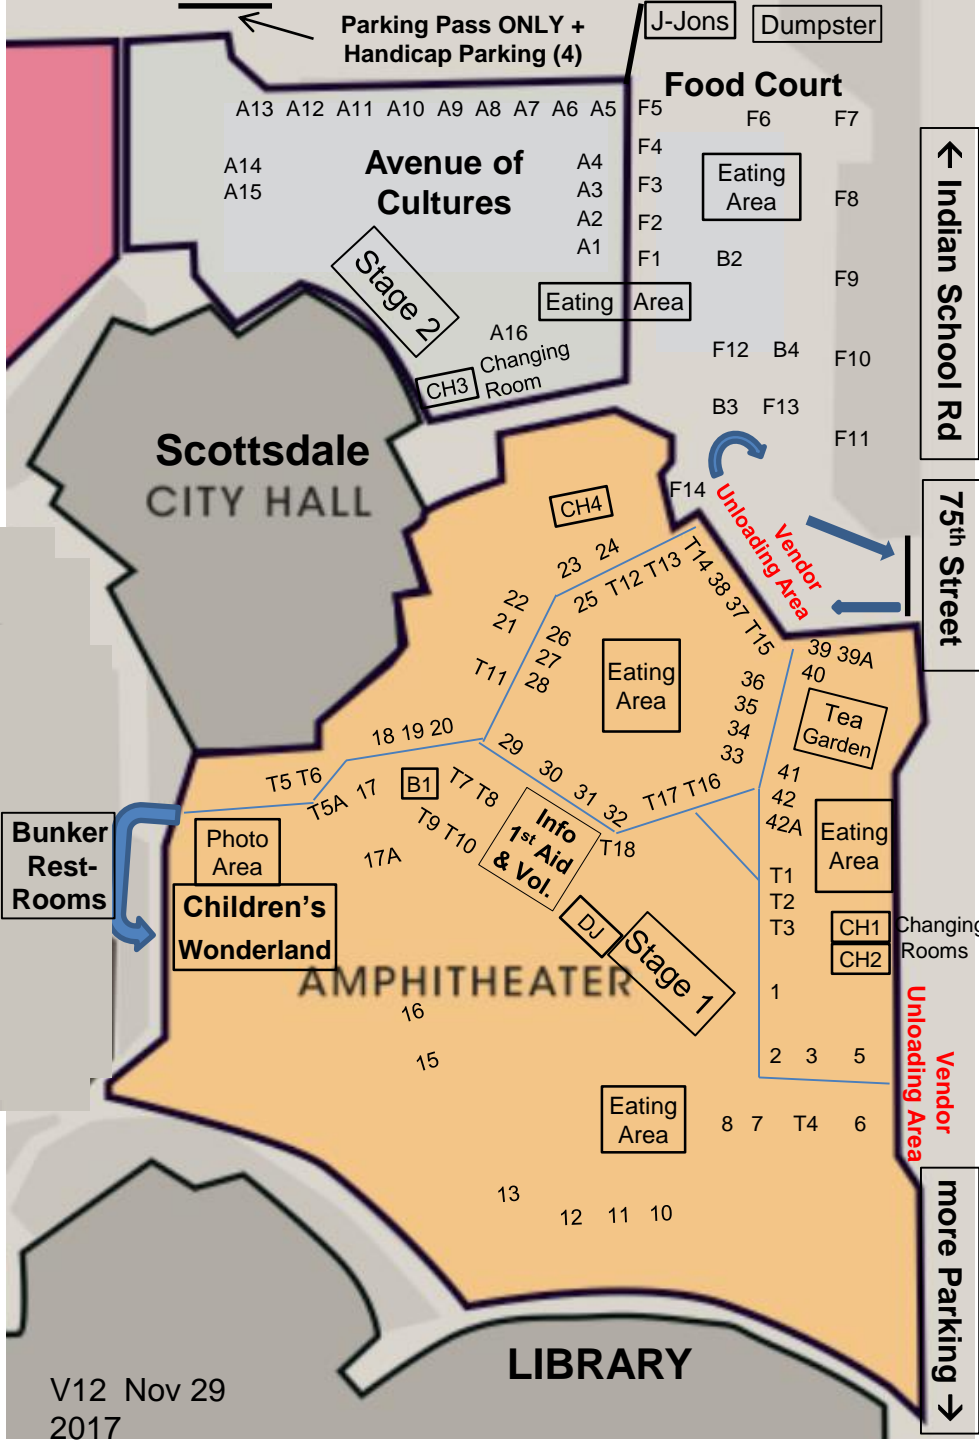 Parking Pass ONLY +
Handicap Parking (4)
J-Jons
Dumpster
Food Court
A13 A12 A11 A10 A9 A8 A7 A6 A5
F5
F6
F7
A14
A15
Avenue of
Cultures
A4
A3
A2
A1
F4
F3
F2
F1
Eating
Area
F8
B2
F9
← Indian School Rd
Stage 2
Eating Area
A16
Changing
Room
CH3
F12 B4
F10
B3 F13
F11
F14
Scottsdale
CITY HALL
CH4
Vendor
Unloading Area
75th Street
23 24
25 T12 T13 T14 38 37 T15
22
21
26
27
28
T11
Eating
Area
36
35
34
33
39 39A
40
Tea
Garden
18 19 20
29
30
31
32
T17 T16
41
42
42A
T5 T6
T5A 17
B1
T7 T8
T9 T10
17A
Info
1st Aid
& Vol.
T18
Eating
Area
Bunker
Rest-
Rooms
Photo
Area
Children's
Wonderland
T1
T2
T3
CH1
CH2
Changing
Rooms
DJ
Stage 1
AMPHITHEATER
1
16
15
2 3 5
Vendor
Unloading Area
Eating
Area
8 7 T4 6
13
12 11 10
more Parking →
LIBRARY
V12 Nov 29
2017